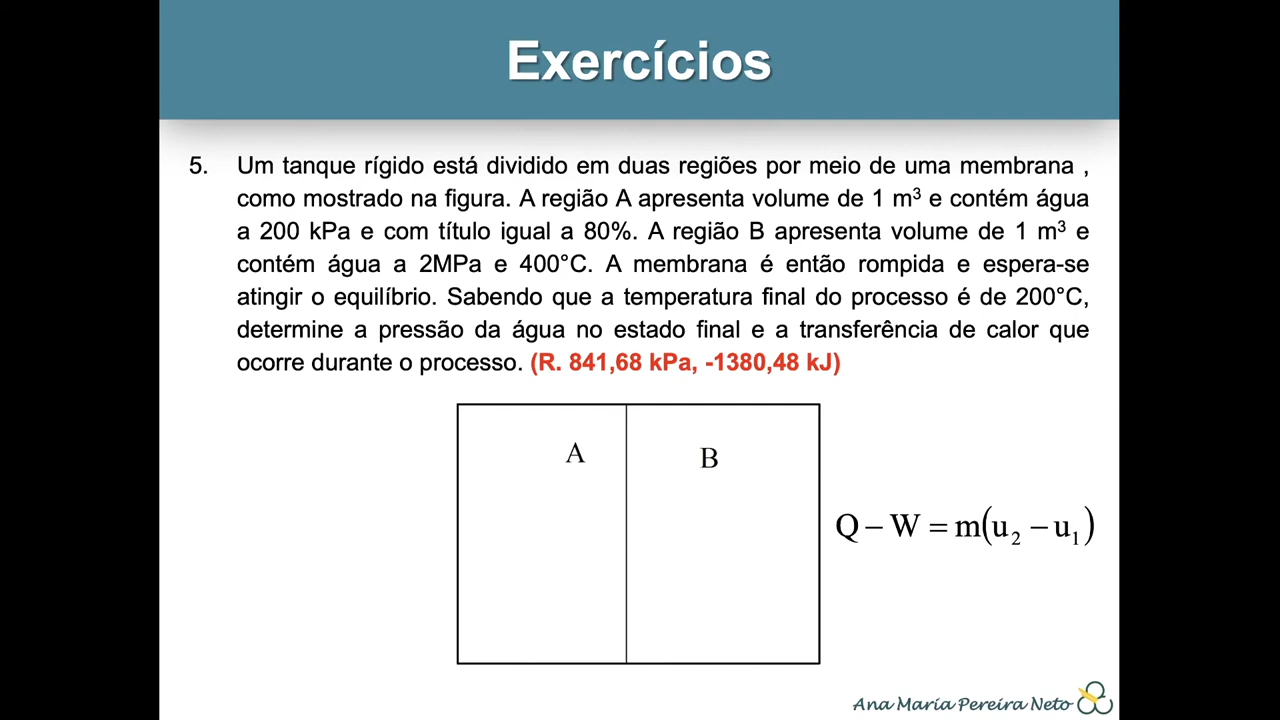 Exercícios
5. Um tanque rígido está dividido em duas regiões por meio de uma membrana ,
como mostrado na figura. A região A apresenta volume de 1 m³ e contém água
a 200 kPa e com título igual a 80%. A região B apresenta volume de 1 m³ e
contém água a 2MPa e 400°C. A membrana é então rompida e espera-se
atingir o equilíbrio. Sabendo que a temperatura final do processo é de 200°C,
determine a pressão da água no estado final e a transferência de calor que
ocorre durante o processo. (R. 841,68 kPa, -1380,48 kJ)
A B
Q – W = m(u₂ – u₁)
Ana Maria Pereira Neto